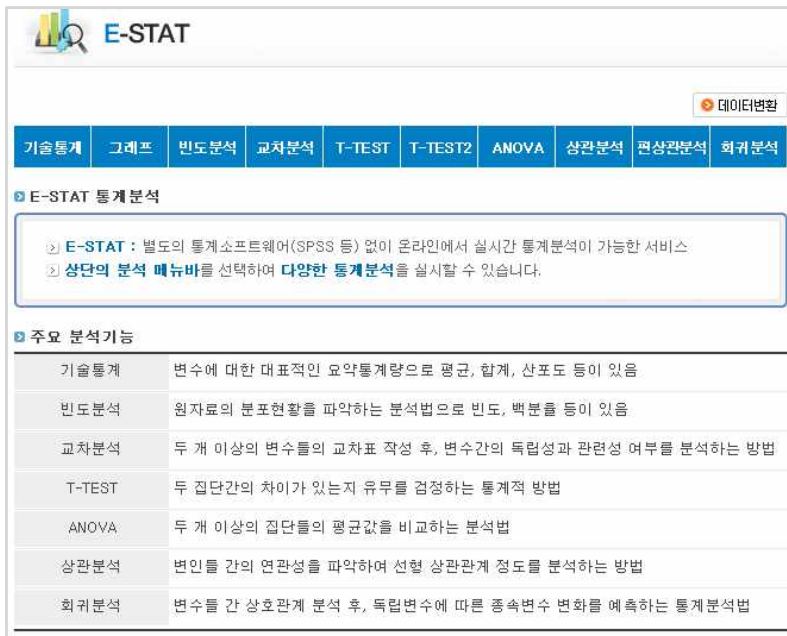 E-STAT
데이터변환
기술통계 그래프 빈도분석 교차분석 T-TEST T-TEST2 ANOVA 상관분석 편상관분석 회귀분석
E-STAT 통계분석
E-STAT : 별도의 통계소프트웨어(SPSS 등) 없이 온라인에서 실시간 통계분석이 가능한 서비스
상단의 분석 메뉴바를 선택하여 다양한 통계분석을 실시할 수 있습니다.
주요 분석기능
기술통계 변수에 대한 대표적인 요약통계량으로 평균, 합계, 산포도 등이 있음
빈도분석 원자료의 분포현황을 파악하는 분석법으로 빈도, 백분율 등이 있음
교차분석 두 개 이상의 변수들의 교차표 작성 후, 변수간의 독립성과 관련성 여부를 분석하는 방법
T-TEST 두 집단간의 차이가 있는지 유무를 검정하는 통계적 방법
ANOVA 두 개 이상의 집단들의 평균값을 비교하는 분석법
상관분석 변인들 간의 연관성을 파악하여 선형 상관관계 정도를 분석하는 방법
회귀분석 변수들 간 상호관계 분석 후, 독립변수에 따른 종속변수 변화를 예측하는 통계분석법